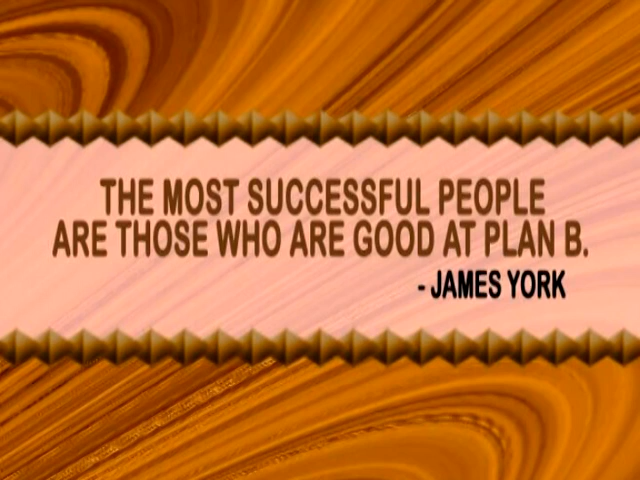 THE MOST SUCCESSFUL PEOPLE
ARE THOSE WHO ARE GOOD AT PLAN B.
- JAMES YORK